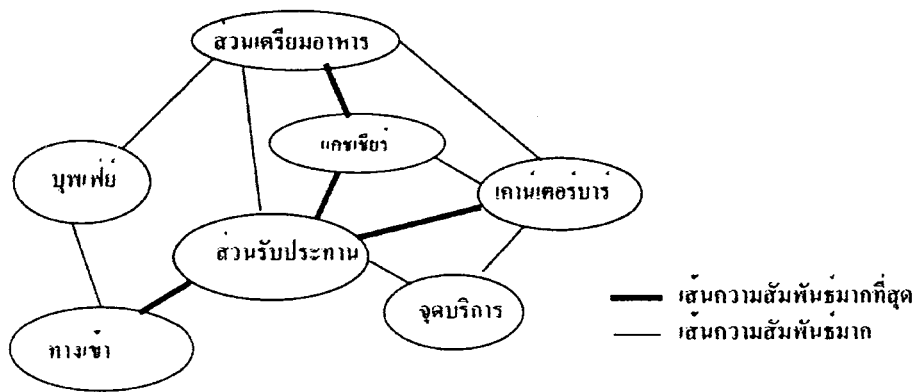 ส่วนเตรียมอาหาร
แคชเชียร์
บุฟเฟ่ย์
เคาน์เตอร์บาร์
ส่วนรับประทาน
จุดบริการ
เส้นความสัมพันธ์มากที่สุด
เส้นความสัมพันธ์มาก
ทางเข้า